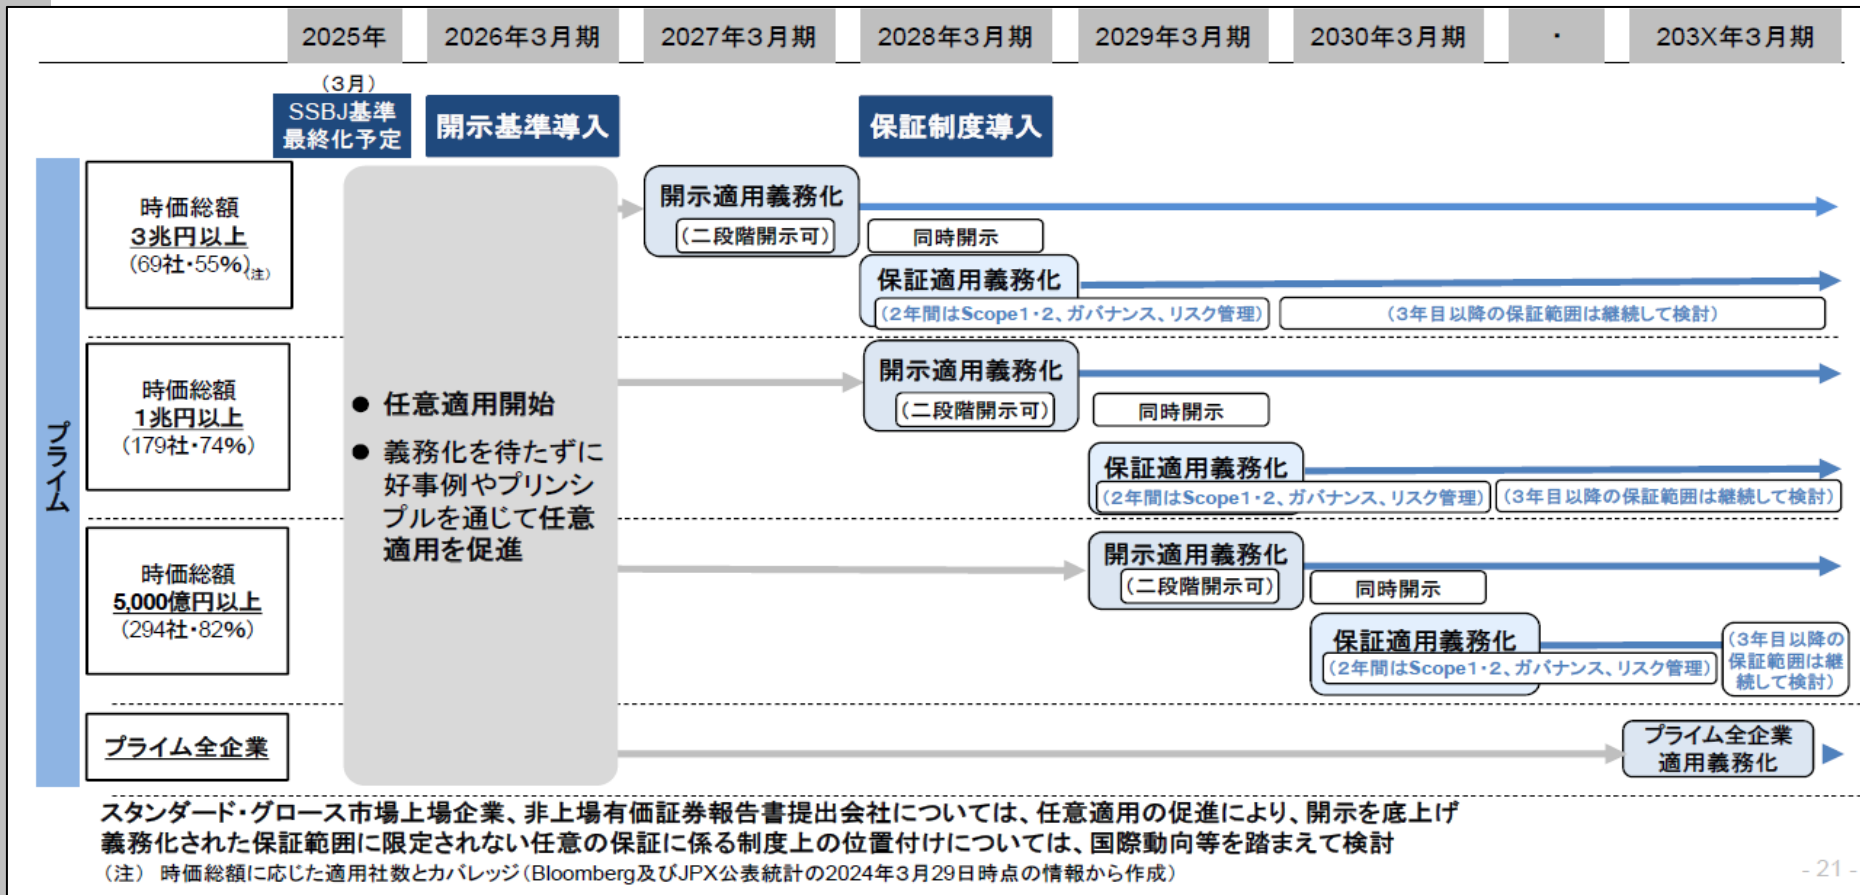 2025年
2026年3月期
2027年3月期
2028年3月期
2029年3月期
2030年3月期
・
203X年3月期
（3月）
SSBJ基準
最終化予定
開示基準導入
保証制度導入
プライム
時価総額
3兆円以上
（69社・55%）(注)
開示適用義務化
（二段階開示可）
同時開示
保証適用義務化
（2年間はScope1・2、ガバナンス、リスク管理）
（3年目以降の保証範囲は継続して検討）
時価総額
1兆円以上
（179社・74%）
開示適用義務化
（二段階開示可）
同時開示
保証適用義務化
（2年間はScope1・2、ガバナンス、リスク管理）
（3年目以降の保証範囲は継続して検討）
● 任意適用開始
● 義務化を待たずに
好事例やプリンシ
プルを通じて任意
適用を促進
時価総額
5,000億円以上
（294社・82%）
開示適用義務化
（二段階開示可）
同時開示
保証適用義務化
（2年間はScope1・2、ガバナンス、リスク管理）
（3年目以降の
保証範囲は継
続して検討）
プライム全企業
プライム全企業
適用義務化
スタンダード・グロース市場上場企業、非上場有価証券報告書提出会社については、任意適用の促進により、開示を底上げ
義務化された保証範囲に限定されない任意の保証に係る制度上の位置付けについては、国際動向等を踏まえて検討
（注） 時価総額に応じた適用社数とカバレッジ（Bloomberg及びJPX公表統計の2024年3月29日時点の情報から作成）
- 21 -